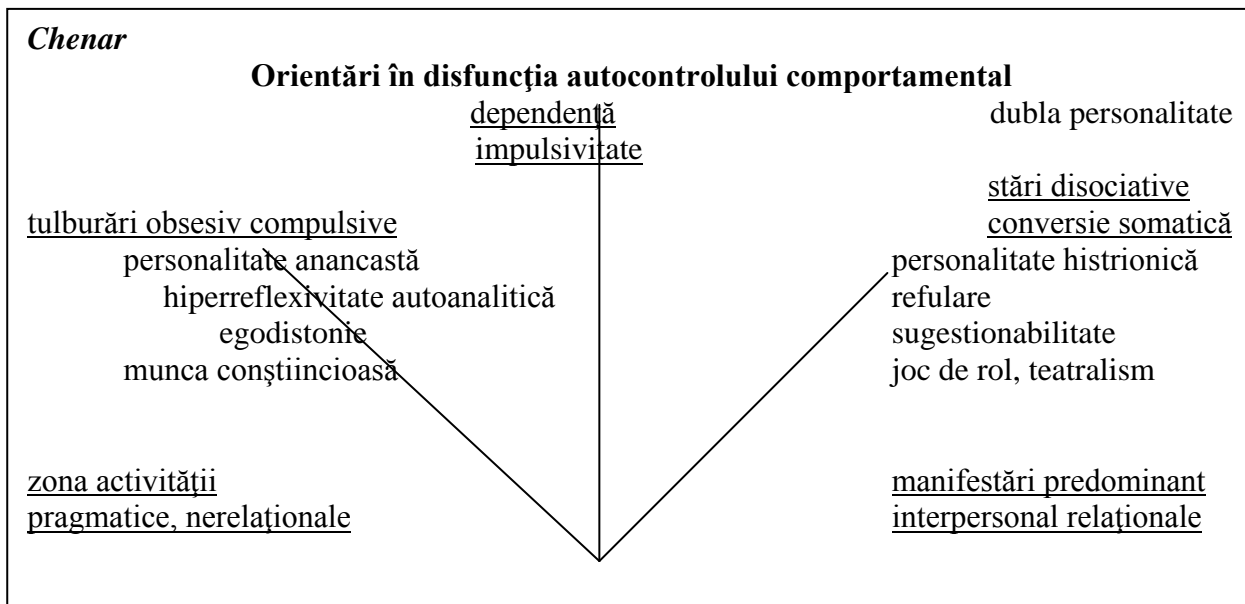 Chenar
Orientări în disfuncţia autocontrolului comportamental
dependenţă
dubla personalitate
impulsivitate
stări disociative
tulburări obsesiv compulsive
conversie somatică
personalitate anancastă
personalitate histrionică
hiperreflexivitate autoanalitică
refulare
egodistonie
sugestionabilitate
munca conştiincioasă
joc de rol, teatralism
zona activităţii
manifestări predominant
pragmatice, nerelaţionale
interpersonal relaţionale